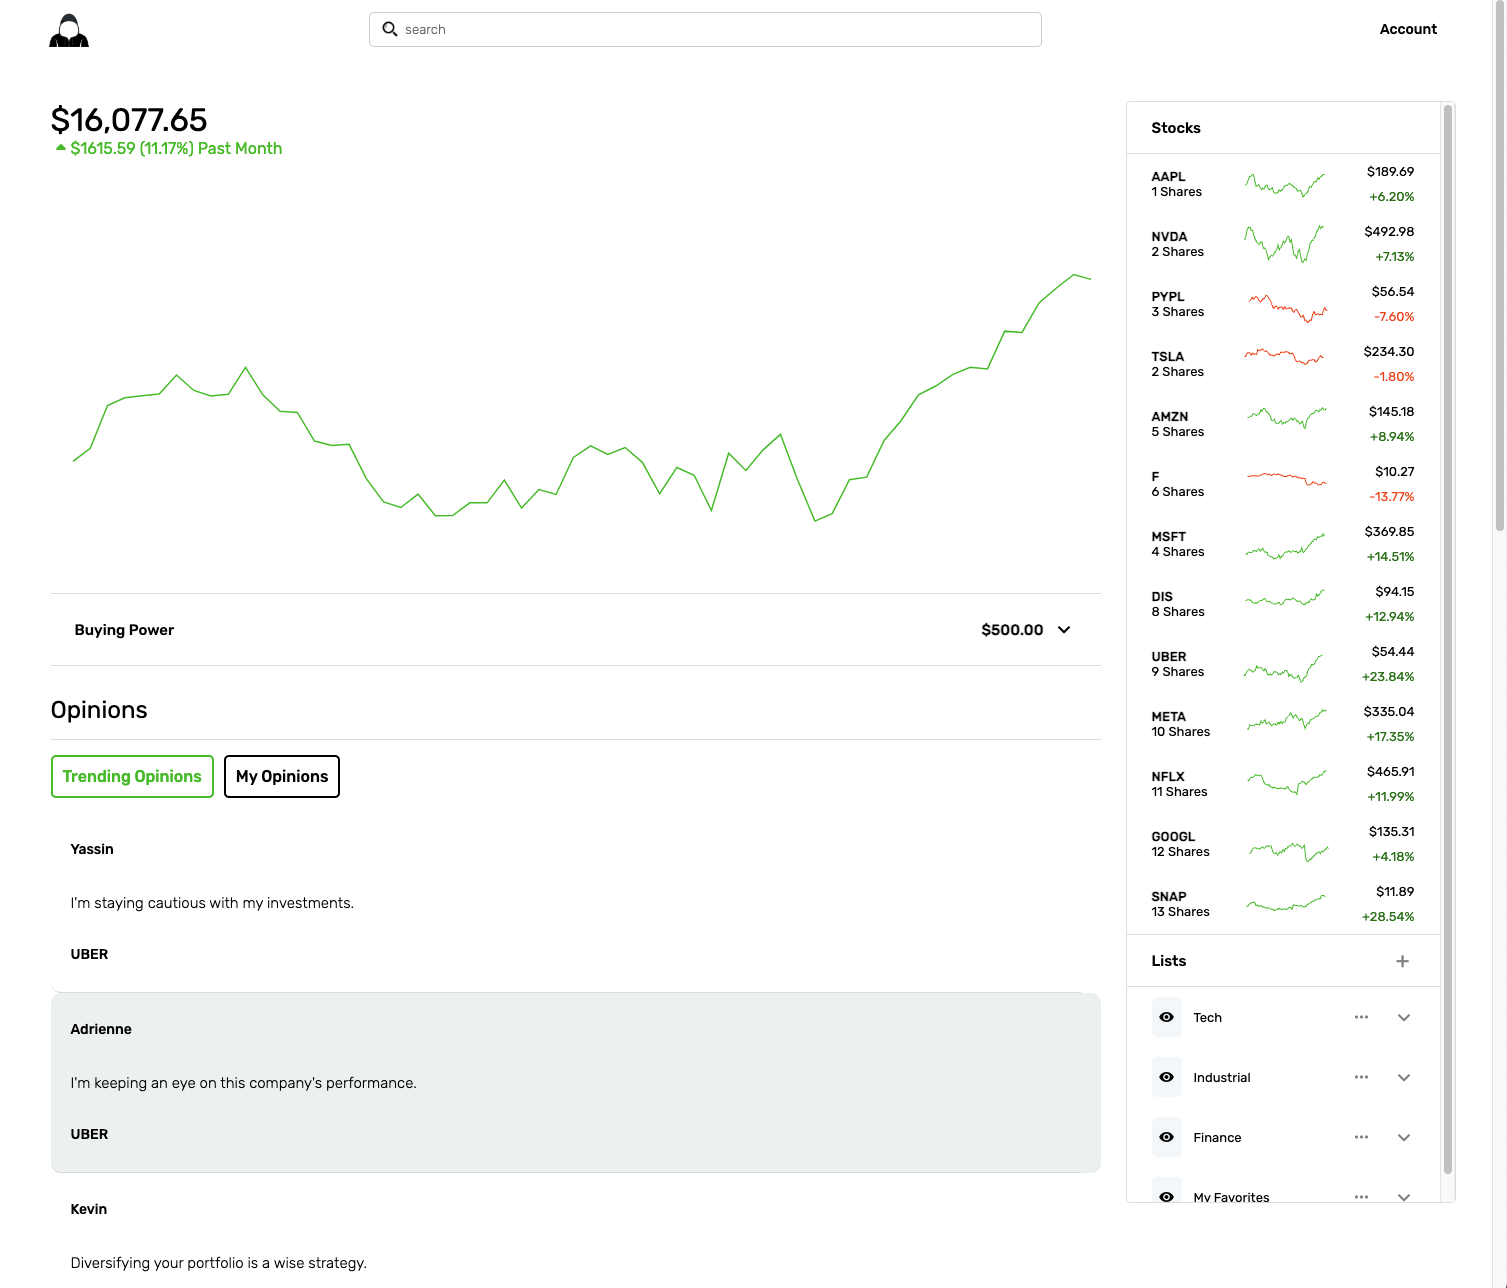 search
Account
$16,077.65
$1615.59 (11.17%) Past Month
Buying Power
$500.00
Opinions
Trending Opinions
My Opinions
Yassin
I'm staying cautious with my investments.
UBER
Adrienne
I'm keeping an eye on this company's performance.
UBER
Kevin
Diversifying your portfolio is a wise strategy.
Stocks
AAPL
1 Shares
$189.69
+6.20%
NVDA
2 Shares
$492.98
+7.13%
PYPL
3 Shares
$56.54
-7.60%
TSLA
2 Shares
$234.30
-1.80%
AMZN
5 Shares
$145.18
+8.94%
F
6 Shares
$10.27
-13.77%
MSFT
4 Shares
$369.85
+14.51%
DIS
8 Shares
$94.15
+12.94%
UBER
9 Shares
$54.44
+23.84%
META
10 Shares
$335.04
+17.35%
NFLX
11 Shares
$465.91
+11.99%
GOOGL
12 Shares
$135.31
+4.18%
SNAP
13 Shares
$11.89
+28.54%
Lists
Tech
Industrial
Finance
My Favorites